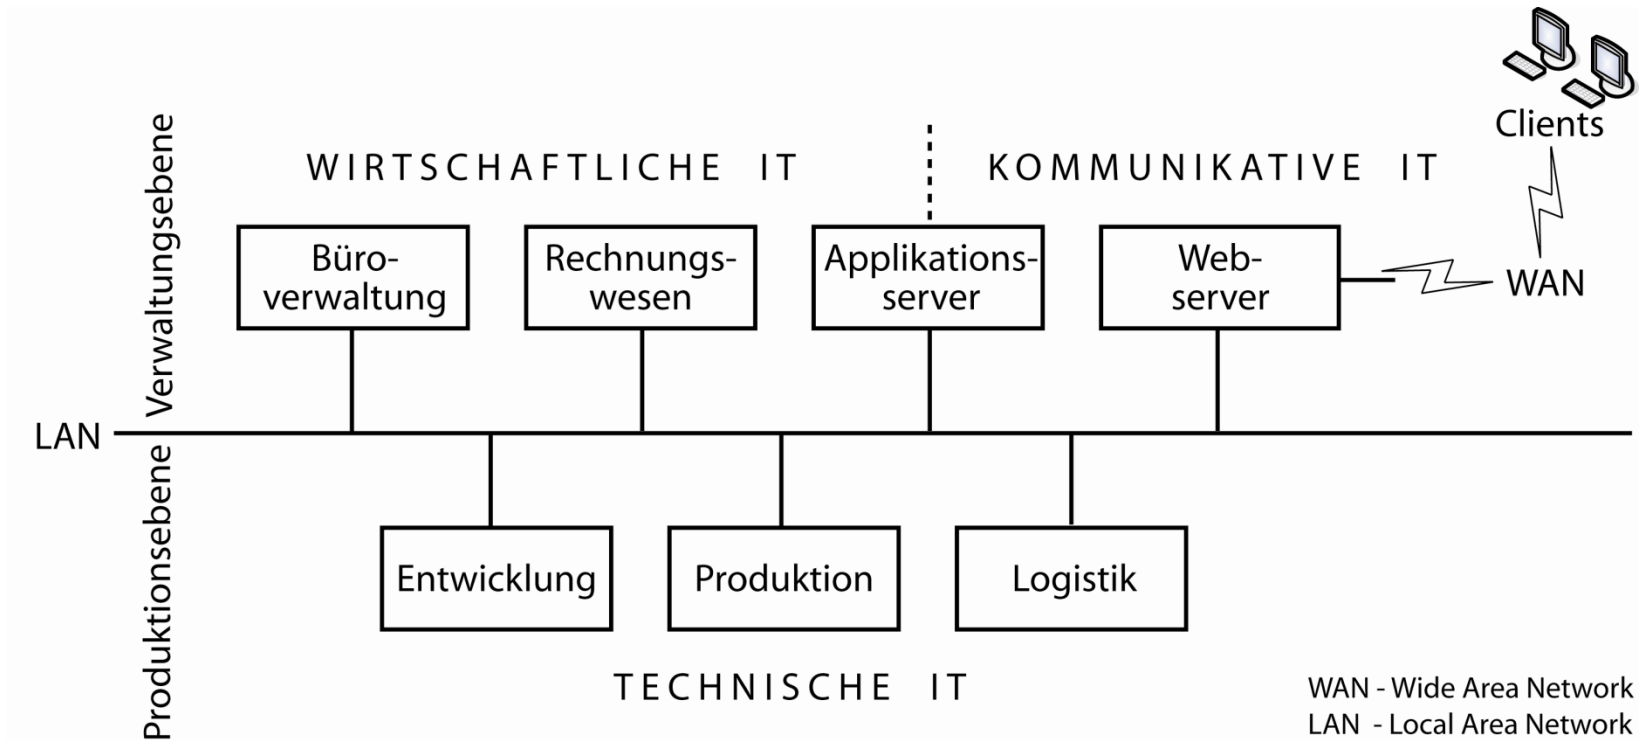 Clients
WIRTSCHAFTLICHE IT
KOMMUNIKATIVE IT
Verwaltungsebene
Büro-
verwaltung
Rechnungs-
wesen
Applikations-
server
Web-
server
WAN
LAN
Produktionsebene
Entwicklung
Produktion
Logistik
TECHNISCHE IT
WAN - Wide Area Network
LAN - Local Area Network